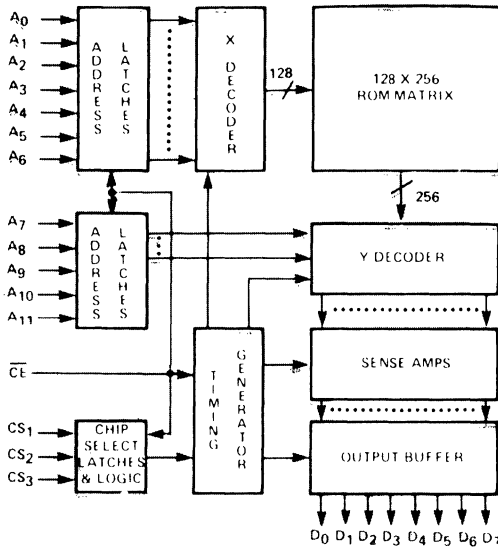 A0
A1
A2
A3
A4
A5
A6
ADDRESS
LATCHES
X DECODER
128
128 X 256
ROM MATRIX
256
A7
A8
A9
A10
A11
ADDRESS
LATCHES
Y DECODER
CE
TIMING
GENERATOR
SENSE AMPS
CS1
CS2
CS3
CHIP
SELECT
LATCHES
& LOGIC
OUTPUT BUFFER
D0 D1 D2 D3 D4 D5 D6 D7